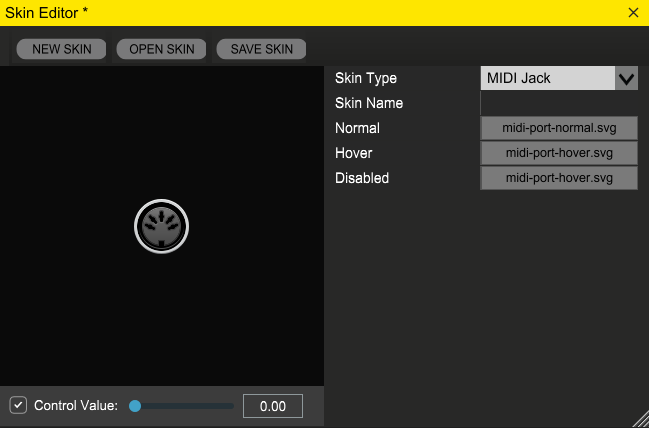 Skin Editor *
NEW SKIN OPEN SKIN SAVE SKIN
Skin Type MIDI Jack
Skin Name
Normal midi-port-normal.svg
Hover midi-port-hover.svg
Disabled midi-port-hover.svg
Control Value: 0.00